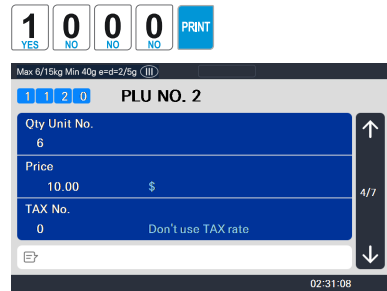 1 0 0 0 PRINT
YES NO NO NO
Max 6/15kg Min 40g e=d=2/5g III
1 1 2 0 PLU NO. 2
Qty Unit No.
6
Price
10.00 $
4/7
TAX No.
0 Don't use TAX rate
02:31:08